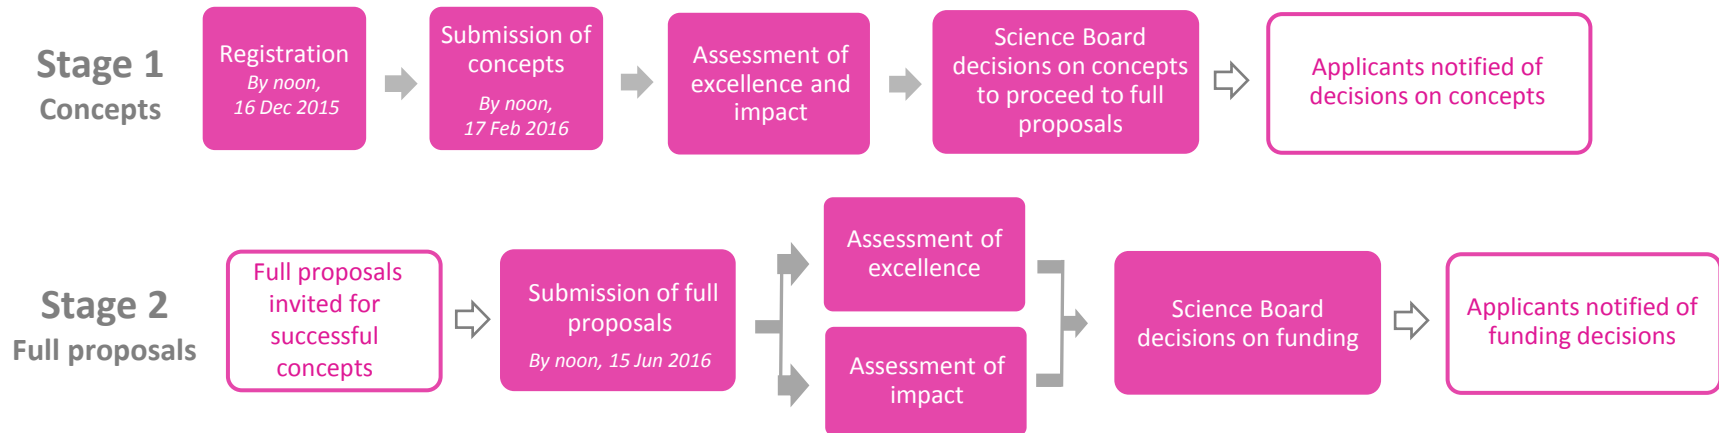 Stage 1
Concepts
Registration
By noon,
16 Dec 2015
Submission of
concepts
By noon,
17 Feb 2016
Assessment of
excellence and
impact
Science Board
decisions on concepts
to proceed to full
proposals
Applicants notified of
decisions on concepts
Stage 2
Full proposals
Full proposals
invited for
successful
concepts
Submission of full
proposals
By noon, 15 Jun 2016
Assessment of
excellence
Assessment of
impact
Science Board
decisions on funding
Applicants notified of
funding decisions